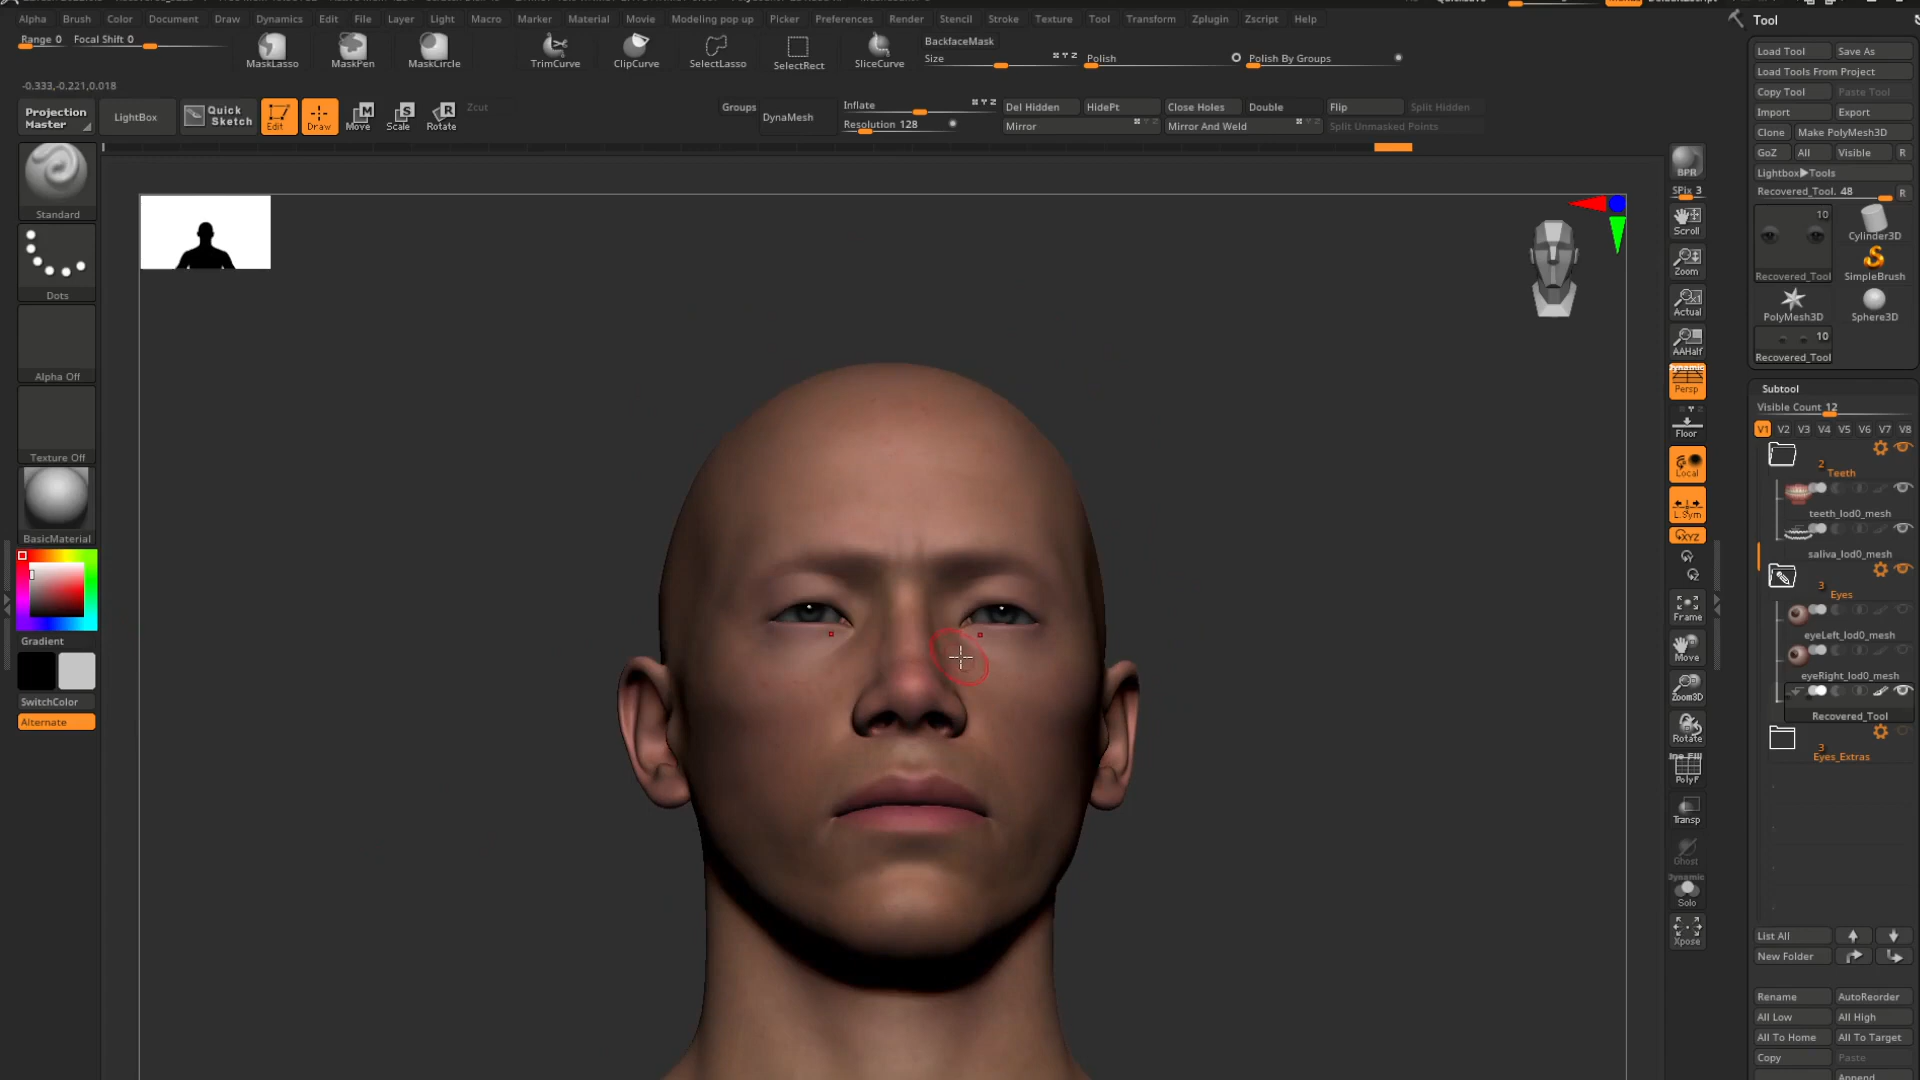 Alpha Brush Color Document Draw Dynamics Edit File Layer Light Macro Marker Material Movie Modeling pop up Picker Preferences Render Stencil Stroke Texture Tool Transform Zplugin Zscript Help
Tool
Range 0 Focal Shift 0
MaskLasso MaskPen MaskCircle TrimCurve ClipCurve SelectLasso SelectRect SliceCurve
BackfaceMask
Size Polish Polish By Groups
-0.333,-0.221,0.018
Projection Master
LightBox
Quick Sketch
Edit Draw Move Scale Rotate
Zcut
Groups DynaMesh
Inflate
Resolution 128
Del Hidden HidePt Close Holes Double Flip Split Hidden
Mirror Mirror And Weld Split Unmasked Points
Load Tool Save As
Load Tools From Project
Copy Tool Paste Tool
Import Export
Clone Make PolyMesh3D
GoZ All Visible R
Lightbox▶Tools
Recovered_Tool. 48 R
10
Cylinder3D
Recovered_Tool SimpleBrush
PolyMesh3D Sphere3D
10
Recovered_Tool
Standard
Dots
Alpha Off
Texture Off
BasicMaterial
Gradient
SwitchColor
Alternate
BPR
SPix 3
Scroll
Zoom
Actual
AAHalf
Dynamic
Persp
Floor
Local
L.Sym
XYZ
Frame
Move
Zoom3D
Rotate
PolyF
Transp
Ghost
Dynamic
Solo
Xpose
Subtool
Visible Count 12
V1 V2 V3 V4 V5 V6 V7 V8
2
Teeth
teeth_lod0_mesh
saliva_lod0_mesh
3
Eyes
eyeLeft_lod0_mesh
eyeRight_lod0_mesh
Recovered_Tool
3
Eyes_Extras
List All
New Folder
Rename AutoReorder
All Low All High
All To Home All To Target
Copy Paste
Append